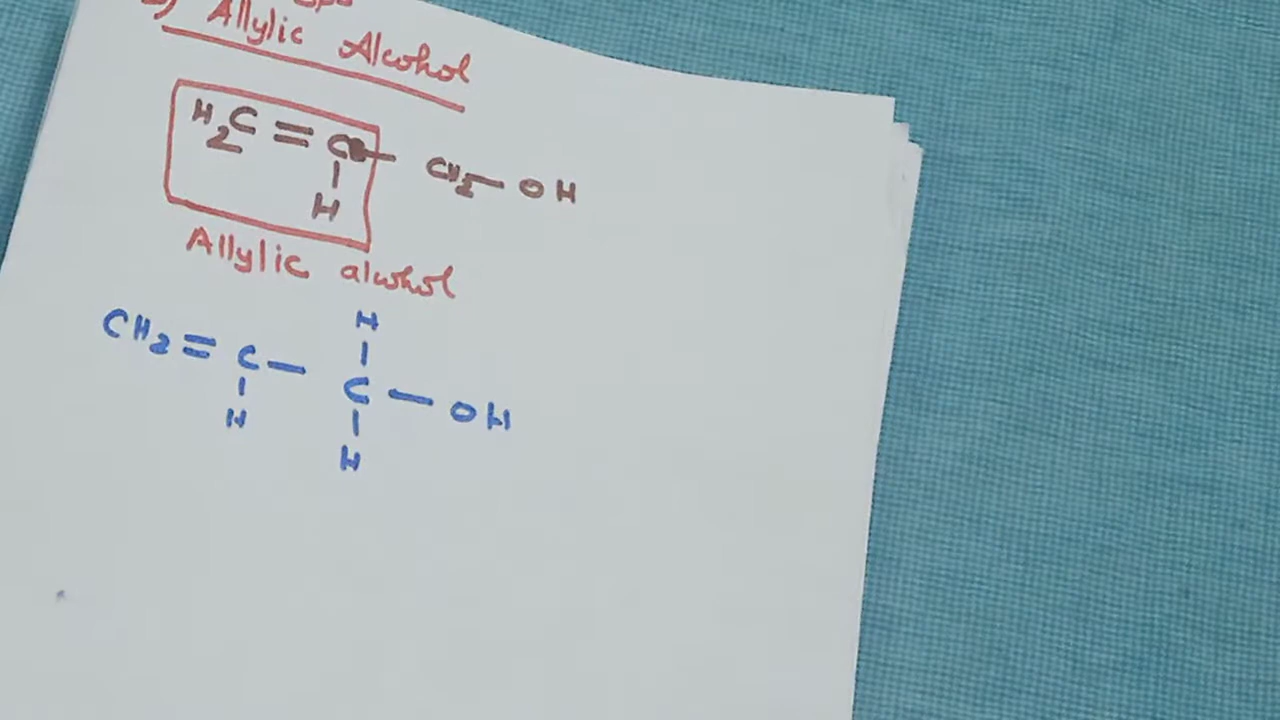 Allylic Alcohol
H2C = C - CH2 - OH
H
Allylic alcohol
H
CH2 = C - C - OH
H
H